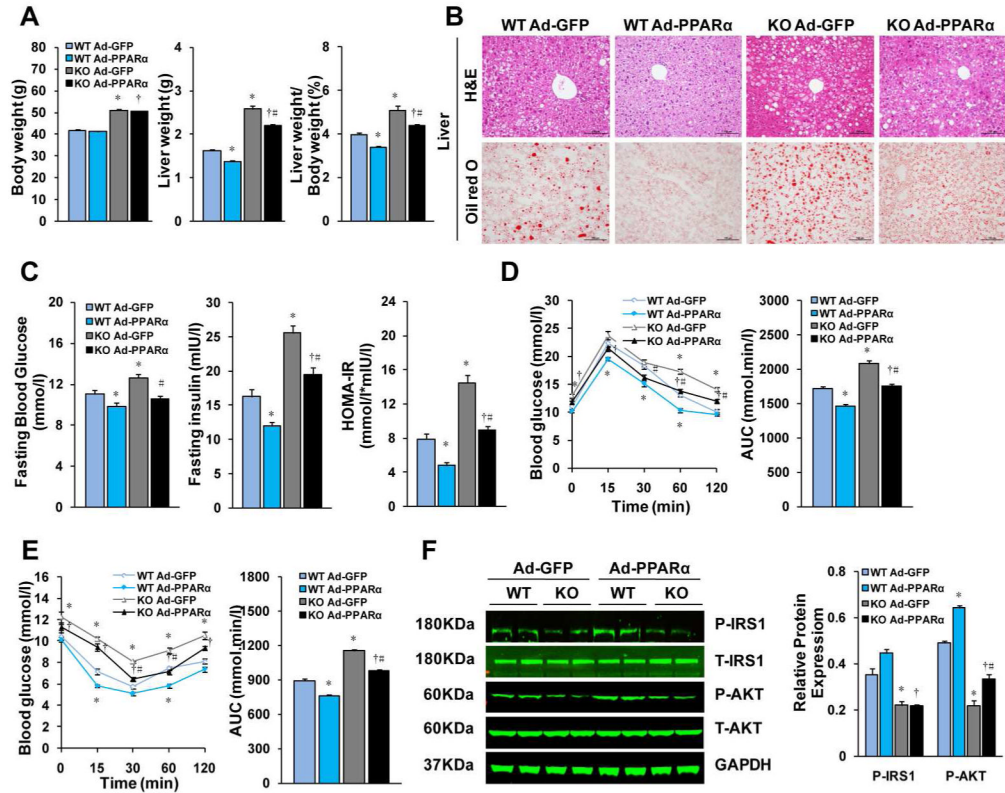 A
WT Ad-GFP
WT Ad-PPARα
KO Ad-GFP
KO Ad-PPARα
Body weight (g)
60
50
40
30
20
10
0
*
†
Liver weight (g)
4
3
2
1
0
*
*
†#
Liver weight/
Body weight (%)
8
6
4
2
0
*
*
†#
B
WT Ad-GFP
WT Ad-PPARα
KO Ad-GFP
KO Ad-PPARα
Liver
H&E
Oil red O
C
WT Ad-GFP
WT Ad-PPARα
KO Ad-GFP
KO Ad-PPARα
Fasting Blood Glucose
(mmol/l)
20
16
12
8
4
0
*
*
#
Fasting insulin (mIU/l)
30
25
20
15
10
5
0
*
*
†#
HOMA-IR
(mmol/l*mIU/l)
24
20
16
12
8
4
0
*
*
†#
D
Blood glucose (mmol/l)
30
25
20
15
10
5
0
WT Ad-GFP
WT Ad-PPARα
KO Ad-GFP
KO Ad-PPARα
0
15
30
60
120
Time (min)
AUC (mmol.min/l)
3000
2500
2000
1500
1000
500
0
WT Ad-GFP
WT Ad-PPARα
KO Ad-GFP
KO Ad-PPARα
*
*
†#
E
Blood glucose (mmol/l)
16
14
12
10
8
6
4
2
0
WT Ad-GFP
WT Ad-PPARα
KO Ad-GFP
KO Ad-PPARα
0
15
30
60
120
Time (min)
AUC (mmol.min/l)
1800
1500
1200
900
600
300
0
WT Ad-GFP
WT Ad-PPARα
KO Ad-GFP
KO Ad-PPARα
*
*
†#
F
Ad-GFP
Ad-PPARα
WT
KO
WT
KO
180KDa
P-IRS1
180KDa
T-IRS1
60KDa
P-AKT
60KDa
T-AKT
37KDa
GAPDH
Relative Protein
Expressiom
0.8
0.6
0.4
0.2
0
WT Ad-GFP
WT Ad-PPARα
KO Ad-GFP
KO Ad-PPARα
*
†
*
*
†#
P-IRS1
P-AKT